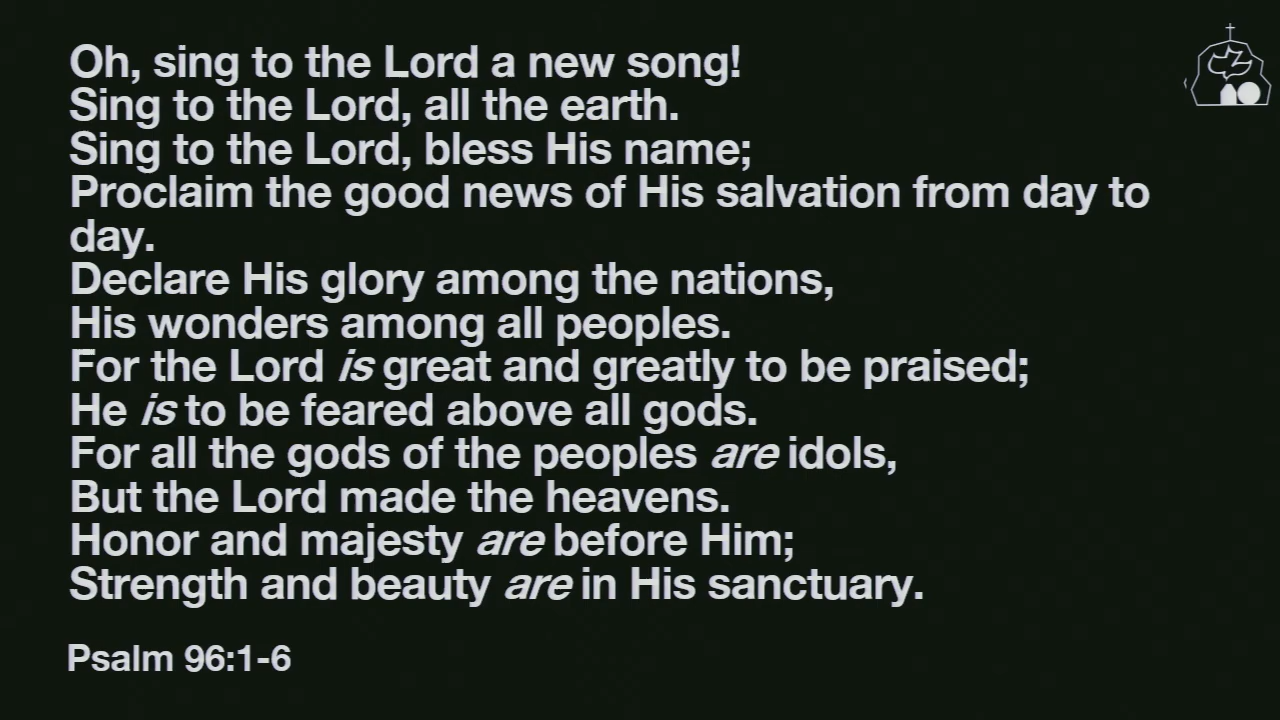 Oh, sing to the Lord a new song!
Sing to the Lord, all the earth.
Sing to the Lord, bless His name;
Proclaim the good news of His salvation from day to
day.
Declare His glory among the nations,
His wonders among all peoples.
For the Lord is great and greatly to be praised;
He is to be feared above all gods.
For all the gods of the peoples are idols,
But the Lord made the heavens.
Honor and majesty are before Him;
Strength and beauty are in His sanctuary.
Psalm 96:1-6